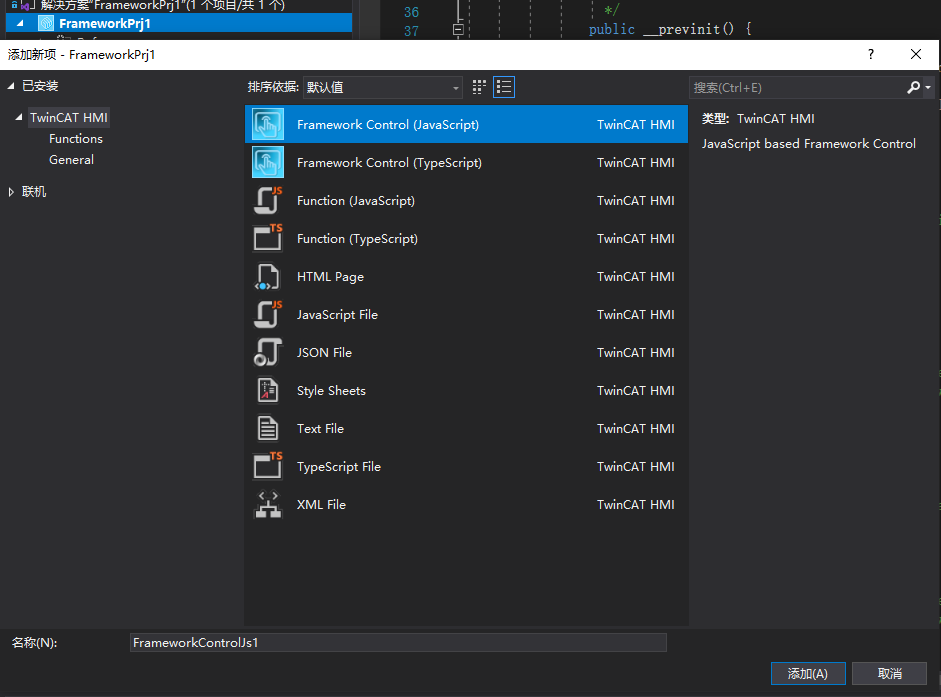 解决方案"FrameworkPrj1"(1 个项目/共 1 个)
FrameworkPrj1
36 */
37 public __previnit() {
添加新项 - FrameworkPrj1 ?
已安装
TwinCAT HMI
Functions
General
联机
排序依据: 默认值
搜索(Ctrl+E)
Framework Control (JavaScript) TwinCAT HMI
Framework Control (TypeScript) TwinCAT HMI
JS Function (JavaScript) TwinCAT HMI
TS Function (TypeScript) TwinCAT HMI
HTML Page TwinCAT HMI
JS JavaScript File TwinCAT HMI
JSON File TwinCAT HMI
Style Sheets TwinCAT HMI
Text File TwinCAT HMI
TS TypeScript File TwinCAT HMI
XML File TwinCAT HMI
类型: TwinCAT HMI
JavaScript based Framework Control
名称(N): FrameworkControlJs1
添加(A) 取消